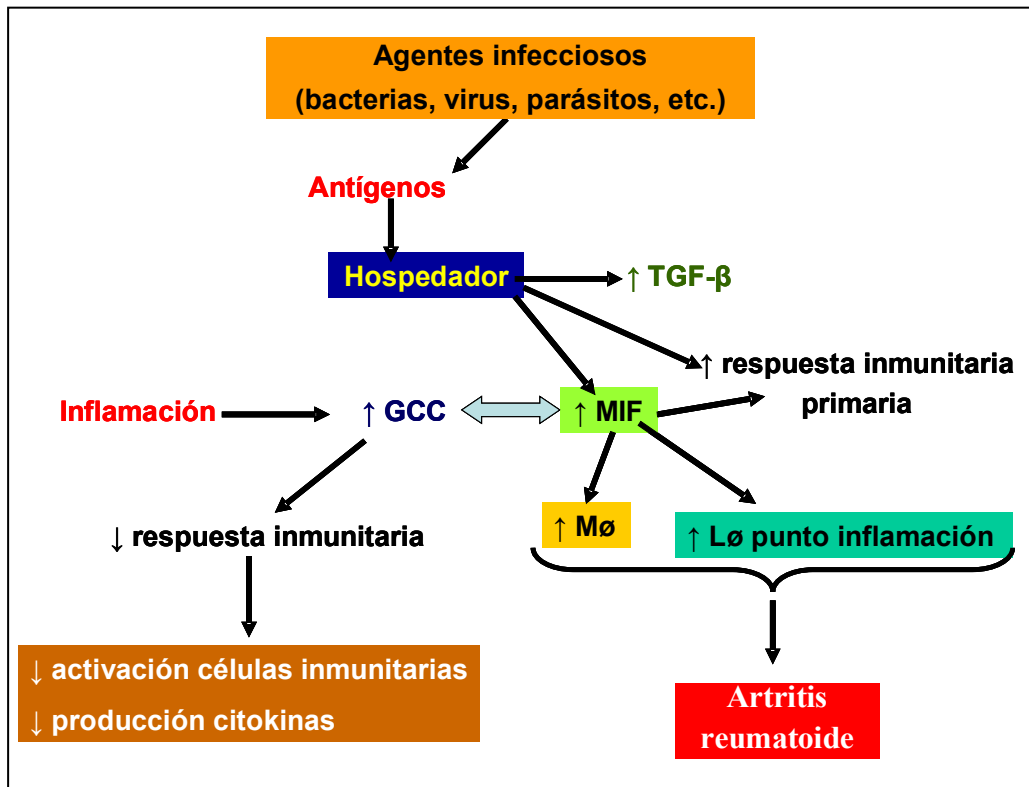 Agentes infecciosos
(bacterias, virus, parásitos, etc.)
Antígenos
Hospedador
↑ TGF-β
↑ respuesta inmunitaria
primaria
Inflamación
↑ GCC
↑ MIF
↓ respuesta inmunitaria
↑ Mø
↑ Lø punto inflamación
↓ activación células inmunitarias
↓ producción citokinas
Artritis
reumatoide